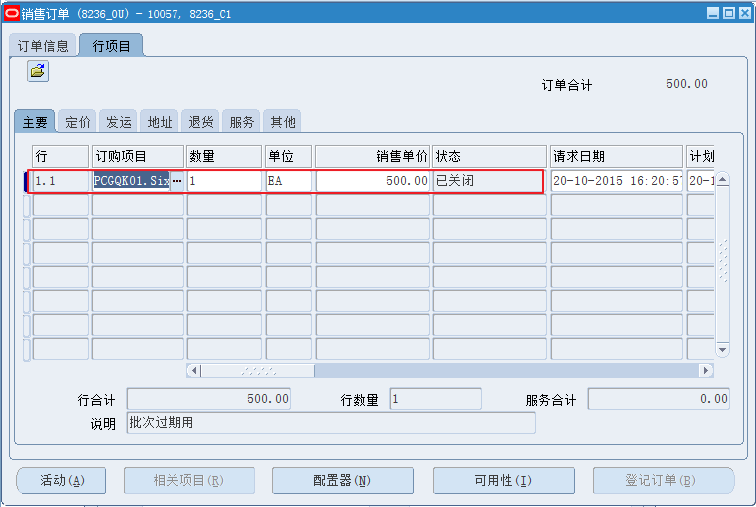 销售订单 (8236_OU) - 10057, 8236_C1
订单信息 行项目
订单合计 500.00
主要 定价 发运 地址 退货 服务 其他
行 订购项目 数量 单位 销售单价 状态 请求日期 计划
1.1 PCGQK01.Six ... 1 EA 500.00 已关闭 20-10-2015 16:20:57 20-1
行合计 500.00 行数量 1 服务合计 0.00
说明 批次过期用
活动(A) 相关项目(R) 配置器(N) 可用性(I) 登记订单(B)